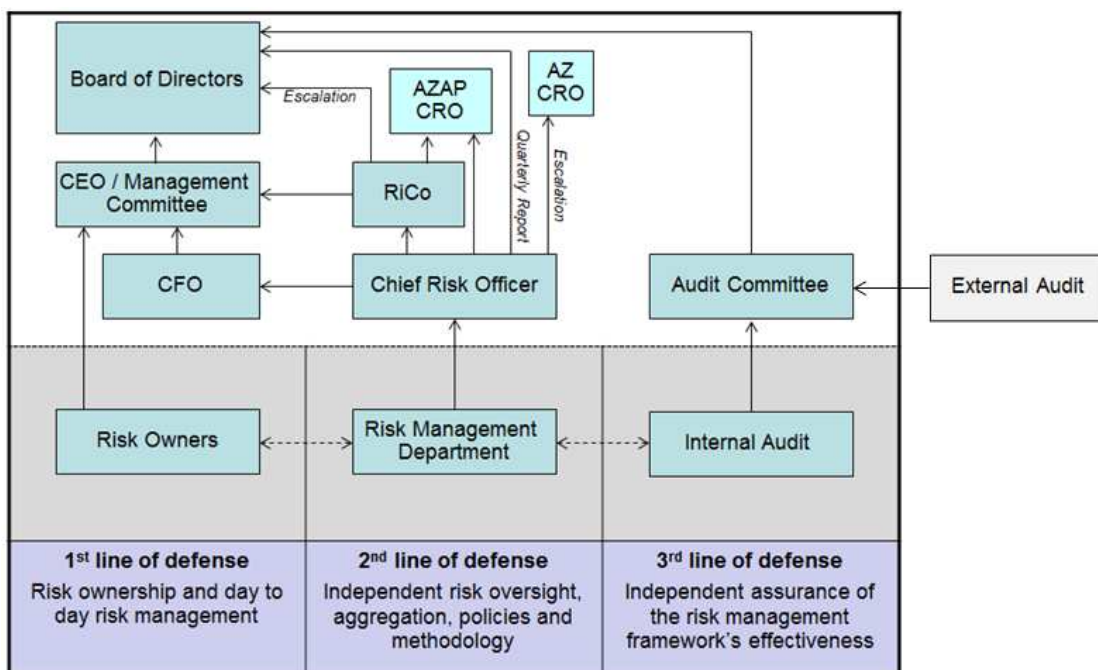 Board of Directors
Escalation
AZAP
CRO
AZ
CRO
Quarterly Report
Escalation
CEO / Management
Committee
RiCo
CFO
Chief Risk Officer
Audit Committee
External Audit
Risk Owners
Risk Management
Department
Internal Audit
1st line of defense
Risk ownership and day to
day risk management
2nd line of defense
Independent risk oversight,
aggregation, policies and
methodology
3rd line of defense
Independent assurance of
the risk management
framework's effectiveness